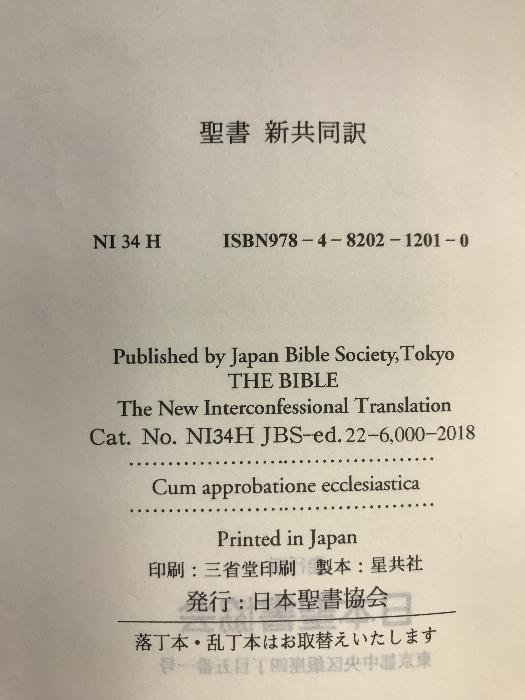 聖書 新共同訳
NI 34 H ISBN978-4-8202-1201-0
Published by Japan Bible Society,Tokyo
THE BIBLE
The New Interconfessional Translation
Cat. No. NI34H JBS-ed. 22-6,000-2018
Cum approbatione ecclesiastica
Printed in Japan
印刷：三省堂印刷 製本：星共社
発行：日本聖書協会
落丁本・乱丁本はお取替えいたします